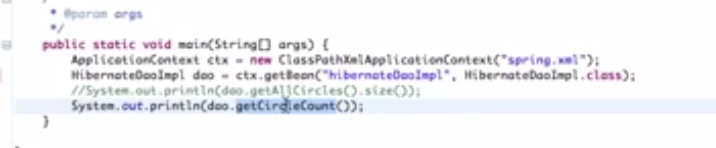 * @param args
*/
public static void main(String[] args) {
ApplicationContext ctx = new ClassPathXmlApplicationContext("spring.xml");
HibernateDaoImpl dao = ctx.getBean("hibernateDaoImpl", HibernateDaoImpl.class);
//System.out.println(dao.getAllCircles().size());
System.out.println(dao.getCircleCount());
}